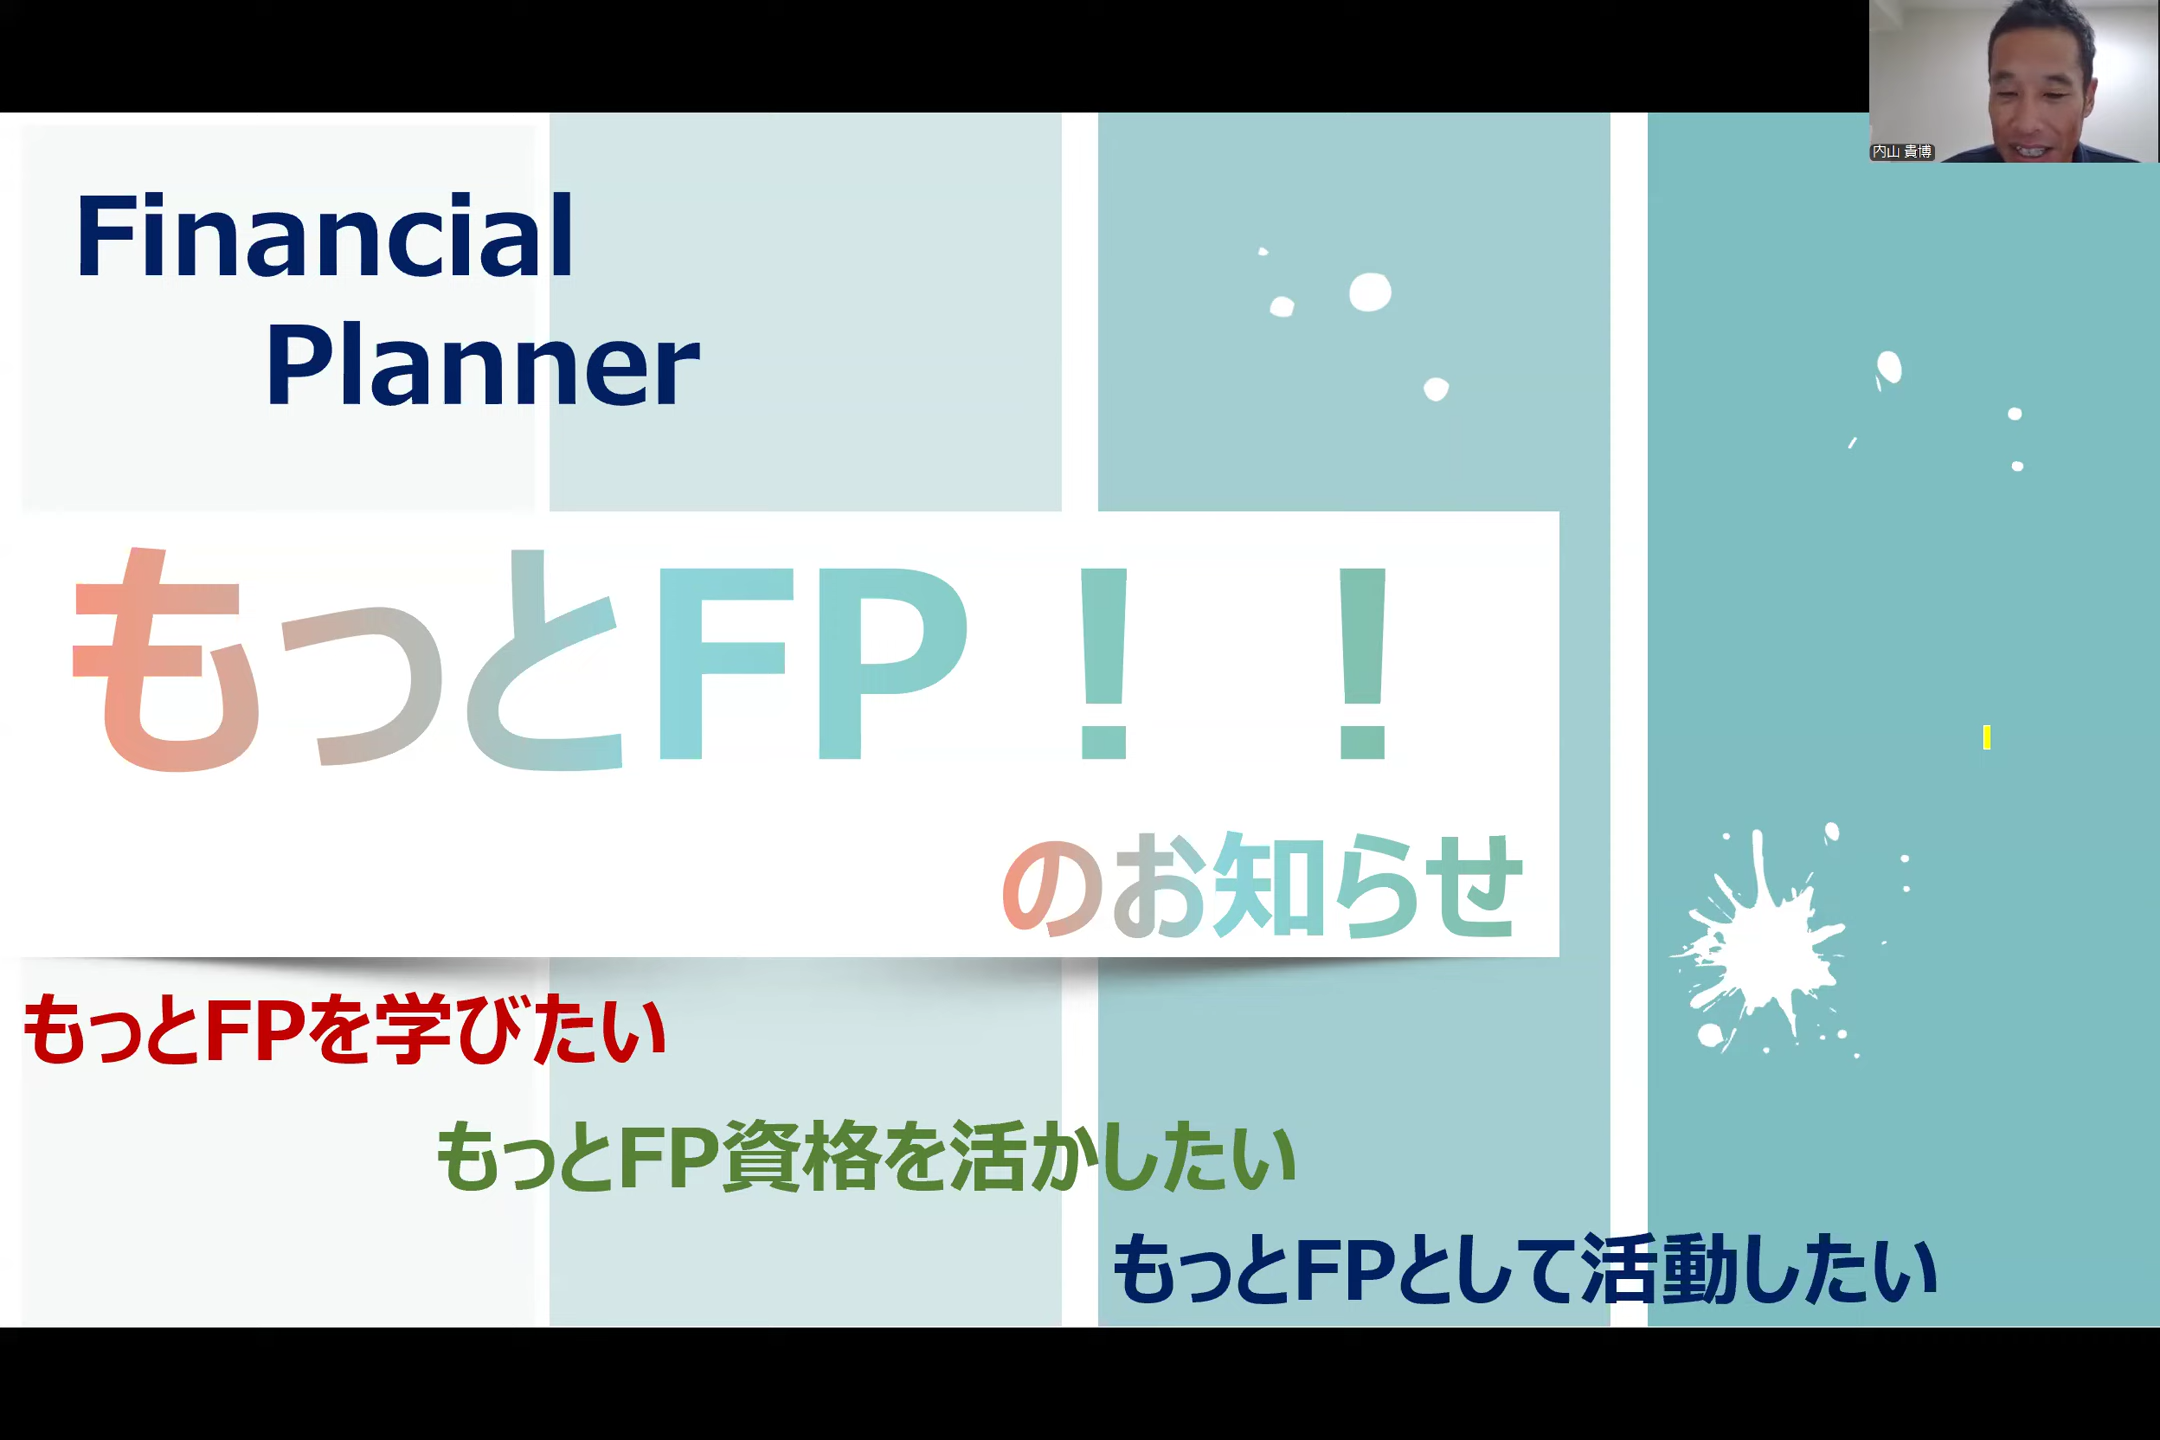 内山 貴博
Financial
Planner
もっとFP！！
のお知らせ
もっとFPを学びたい
もっとFP資格を活かしたい
もっとFPとして活動したい